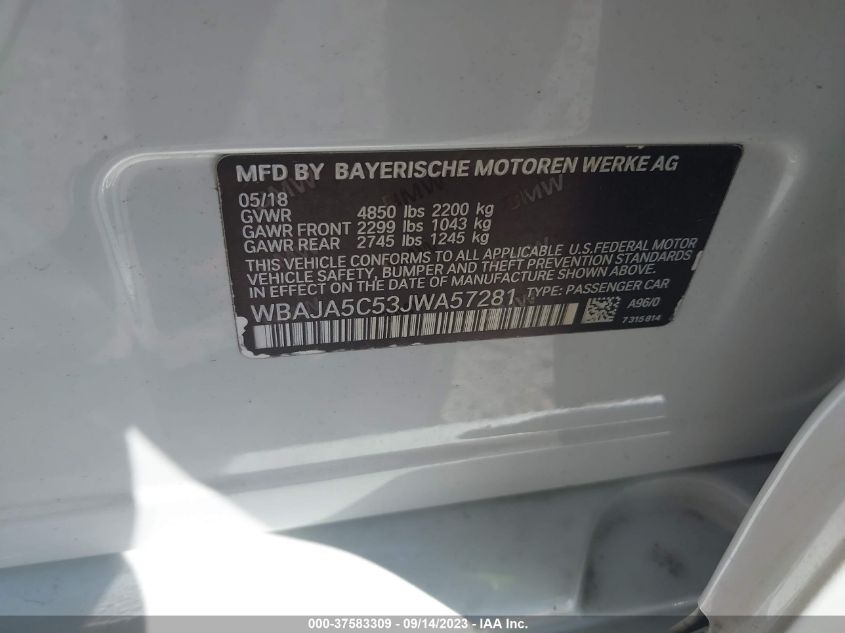 MFD BY BAYERISCHE MOTOREN WERKE AG
05/18
GVWR 4850 lbs 2200 kg
GAWR FRONT 2299 lbs 1043 kg
GAWR REAR 2745 lbs 1245 kg
THIS VEHICLE CONFORMS TO ALL APPLICABLE U.S. FEDERAL MOTOR
VEHICLE SAFETY, BUMPER AND THEFT PREVENTION STANDARDS
IN EFFECT ON THE DATE OF MANUFACTURE SHOWN ABOVE.
WBAJA5C53JWA57281 TYPE: PASSENGER CAR
A96/0
7 315 814
000-37583309 - 09/14/2023 - IAAI.com.